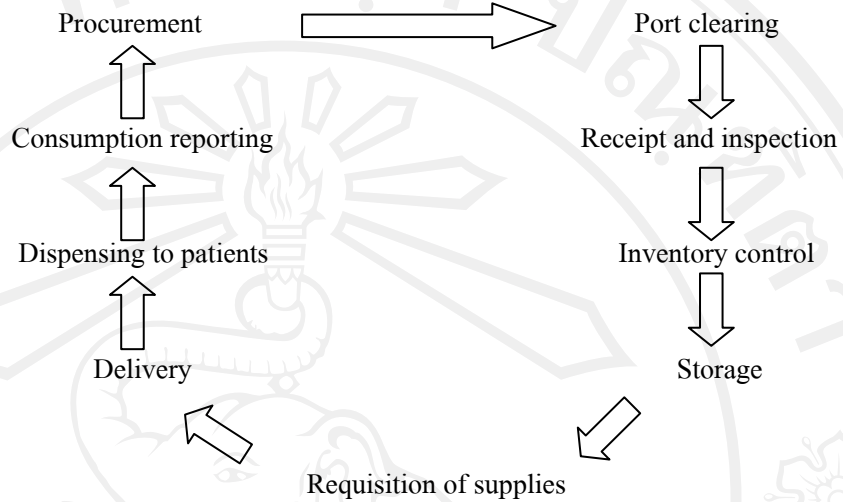 Procurement
Port clearing
Consumption reporting
Receipt and inspection
Dispensing to patients
Inventory control
Delivery
Storage
Requisition of supplies